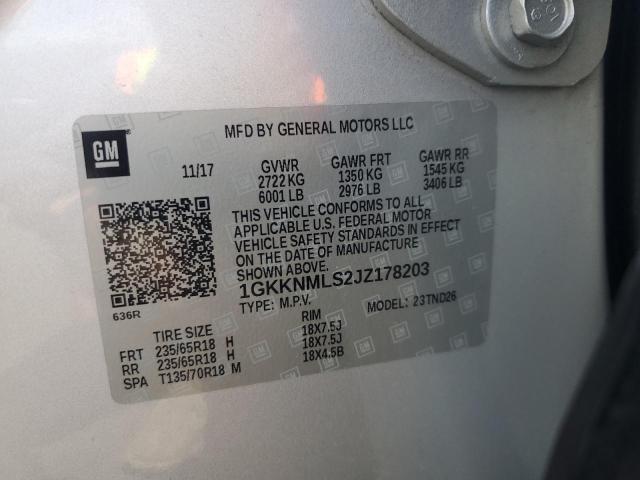 GM
MFD BY GENERAL MOTORS LLC
11/17 GVWR GAWR FRT GAWR RR
2722 KG 1350 KG 1545 KG
6001 LB 2976 LB 3406 LB
THIS VEHICLE CONFORMS TO ALL
APPLICABLE U.S. FEDERAL MOTOR
VEHICLE SAFETY STANDARDS IN EFFECT
ON THE DATE OF MANUFACTURE
SHOWN ABOVE.
1GKKNMLS2JZ178203
TYPE: M.P.V. MODEL: 23TND26
636R
TIRE SIZE RIM
FRT 235/65R18 H 18X7.5J
RR 235/65R18 H 18X7.5J
SPA T135/70R18 M 18X4.5B